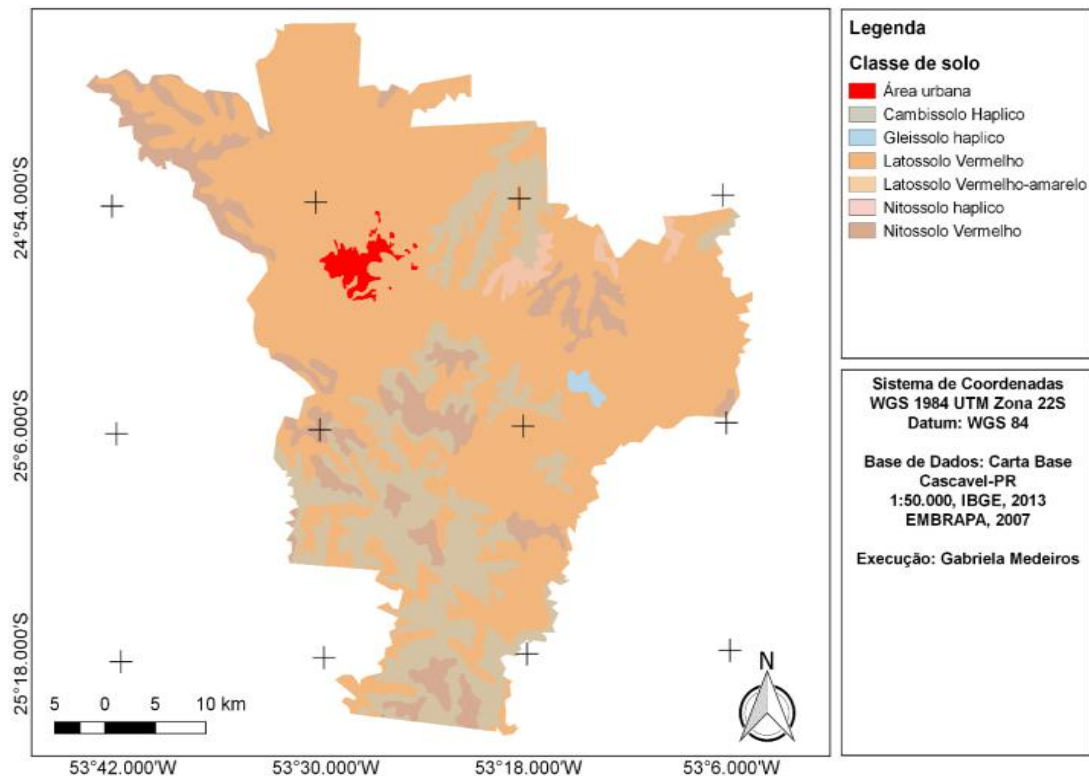 Legenda
Classe de solo
Área urbana
Cambissolo Haplico
Gleissolo haplico
Latossolo Vermelho
Latossolo Vermelho-amarelo
Nitossolo haplico
Nitossolo Vermelho
Sistema de Coordenadas
WGS 1984 UTM Zona 22S
Datum: WGS 84
Base de Dados: Carta Base
Cascavel-PR
1:50.000, IBGE, 2013
EMBRAPA, 2007
Execução: Gabriela Medeiros
24°54.000'S
25°6.000'S
25°18.000'S
5 0 5 10 km
N
53°42.000'W 53°30.000'W 53°18.000'W 53°6.000'W